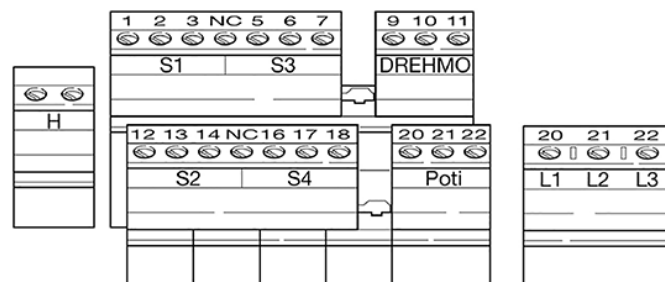 1 2 3 NC 5 6 7
S1 S3
9 10 11
DREHMO
H
12 13 14 NC 16 17 18
S2 S4
20 21 22
Poti
20 21 22
L1 L2 L3